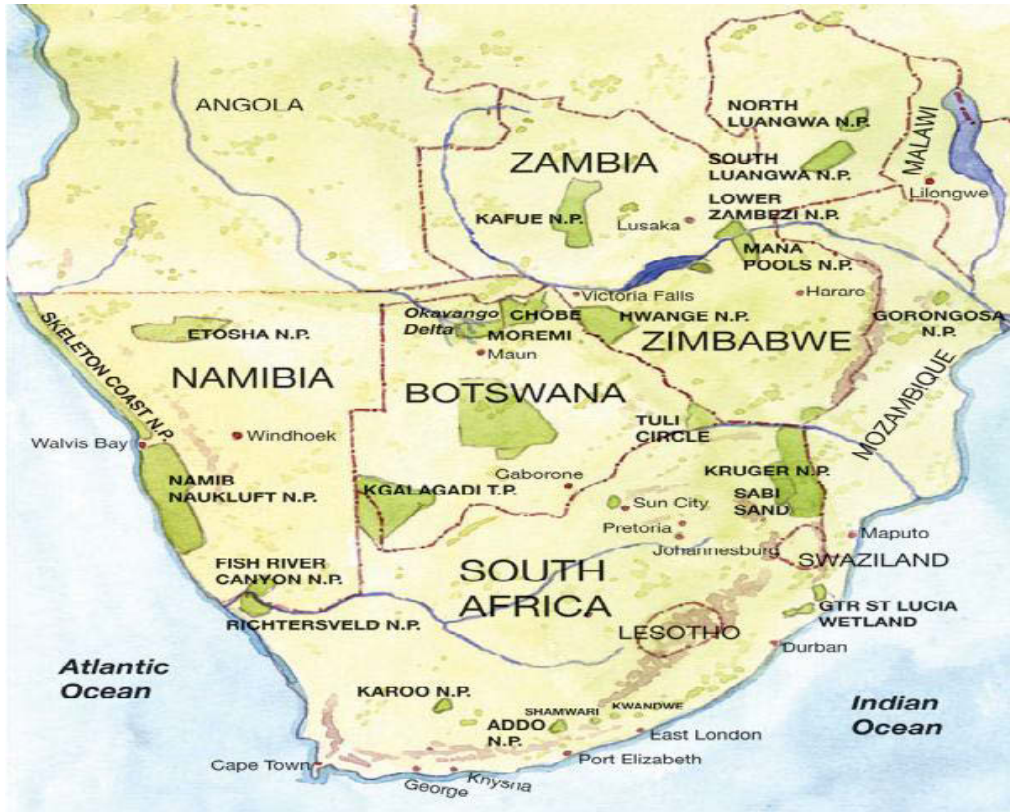 ANGOLA
NORTH
LUANGWA N.P.
MALAWI
ZAMBIA
SOUTH
LUANGWA N.P.
Lilongwe
LOWER
ZAMBEZI N.P.
KAFUE N.P.
Lusaka
MANA
POOLS N.P.
Victoria Falls
Harare
Okavango
Delta
CHOBE
HWANGE N.P.
GORONGOSA
N.P.
SKELETON COAST N.P.
ETOSHA N.P.
MOREMI
ZIMBABWE
Maun
NAMIBIA
BOTSWANA
MOZAMBIQUE
TULI
CIRCLE
Walvis Bay
Windhoek
Gaborone
KRUGER N.P.
NAMIB
NAUKLUFT N.P.
KGALAGADI T.P.
SABI
SAND
Sun City
Pretoria
Maputo
Johannesburg
SWAZILAND
FISH RIVER
CANYON N.P.
SOUTH
AFRICA
GTR ST LUCIA
WETLAND
RICHTERSVELD N.P.
LESOTHO
Durban
Atlantic
Ocean
KAROO N.P.
SHAMWARI
KWANDWE
Indian
Ocean
ADDO
N.P.
East London
Port Elizabeth
Cape Town
George
Knysna